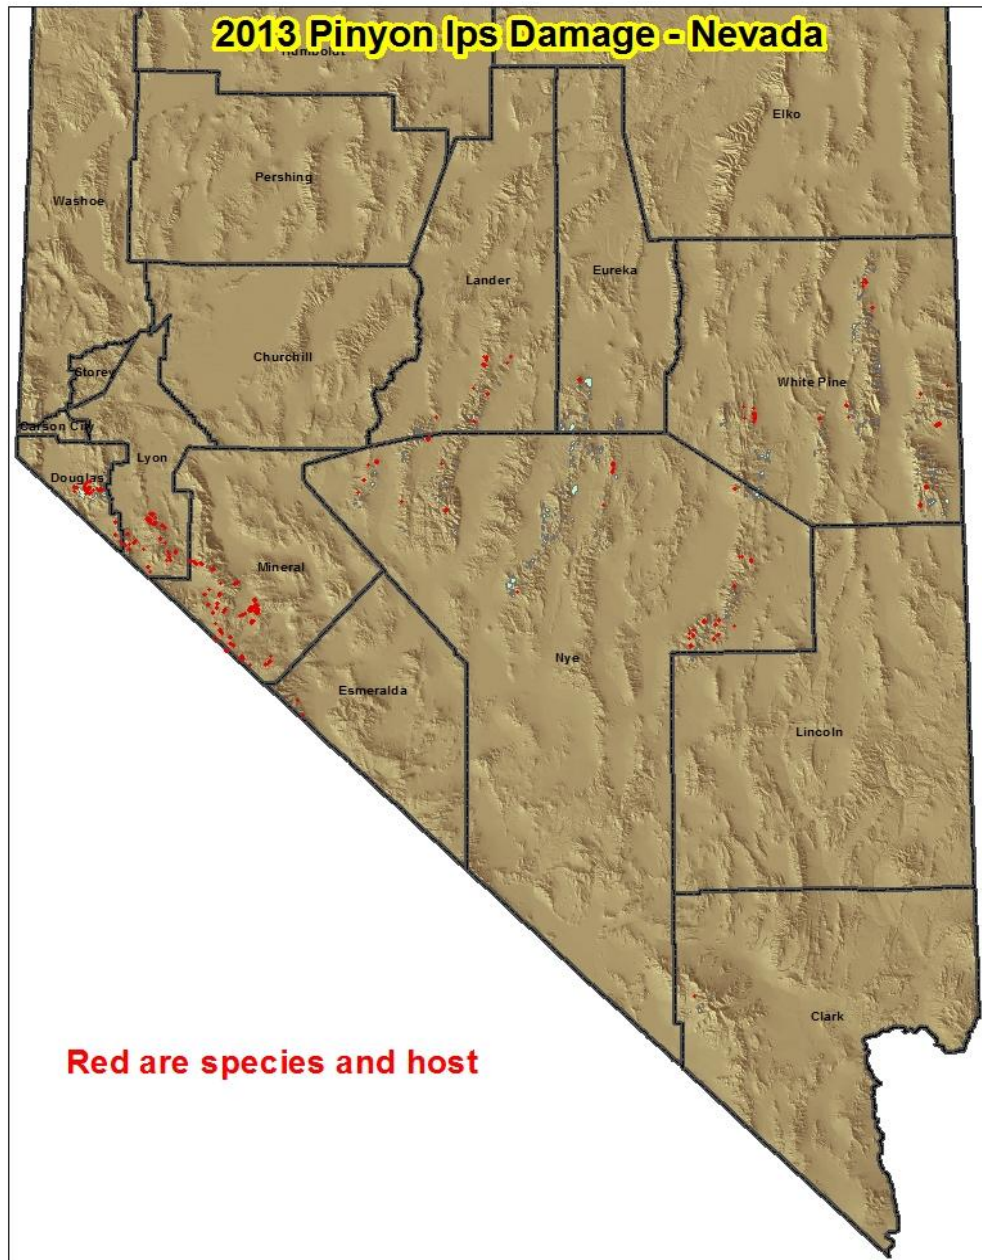 2013 Pinyon Ips Damage - Nevada
Humboldt
Elko
Pershing
Washoe
Eureka
Lander
Churchill
Storey
White Pine
Carson City
Lyon
Douglas
Mineral
Nye
Esmeralda
Lincoln
Clark
Red are species and host